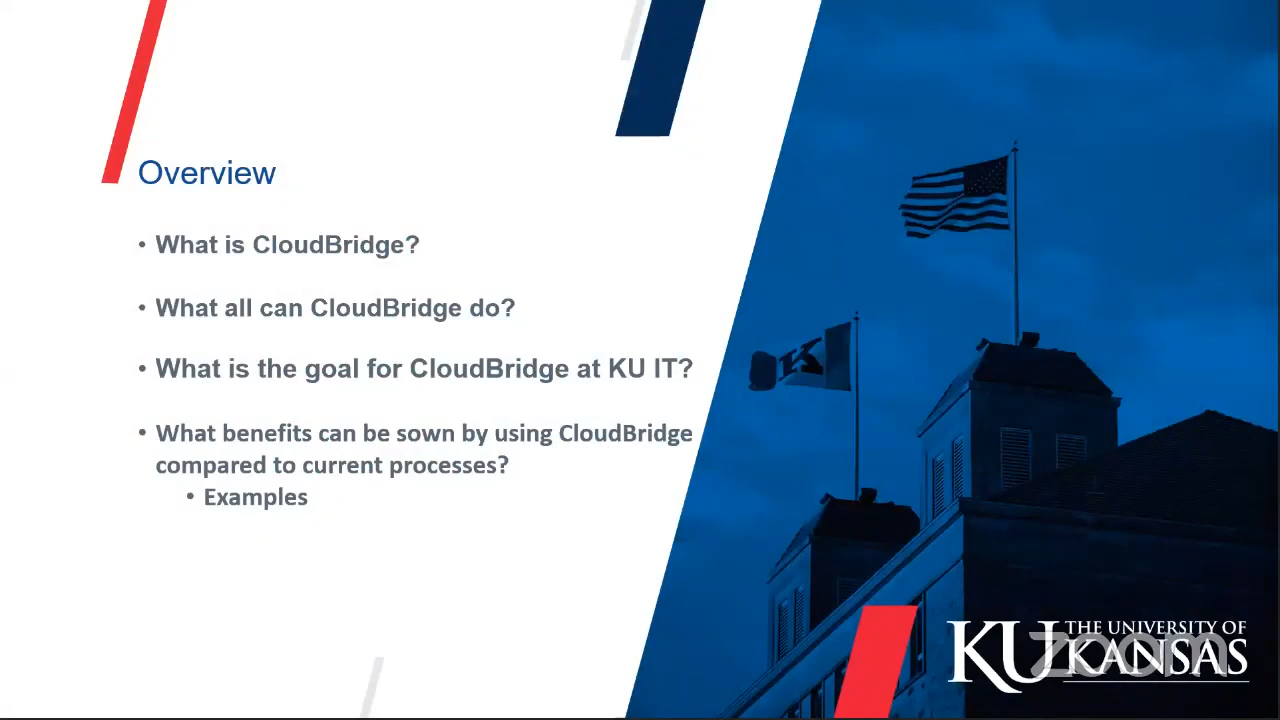 Overview
• What is CloudBridge?
• What all can CloudBridge do?
• What is the goal for CloudBridge at KU IT?
• What benefits can be sown by using CloudBridge
compared to current processes?
• Examples
KU THE UNIVERSITY OF
KANSAS
zoom